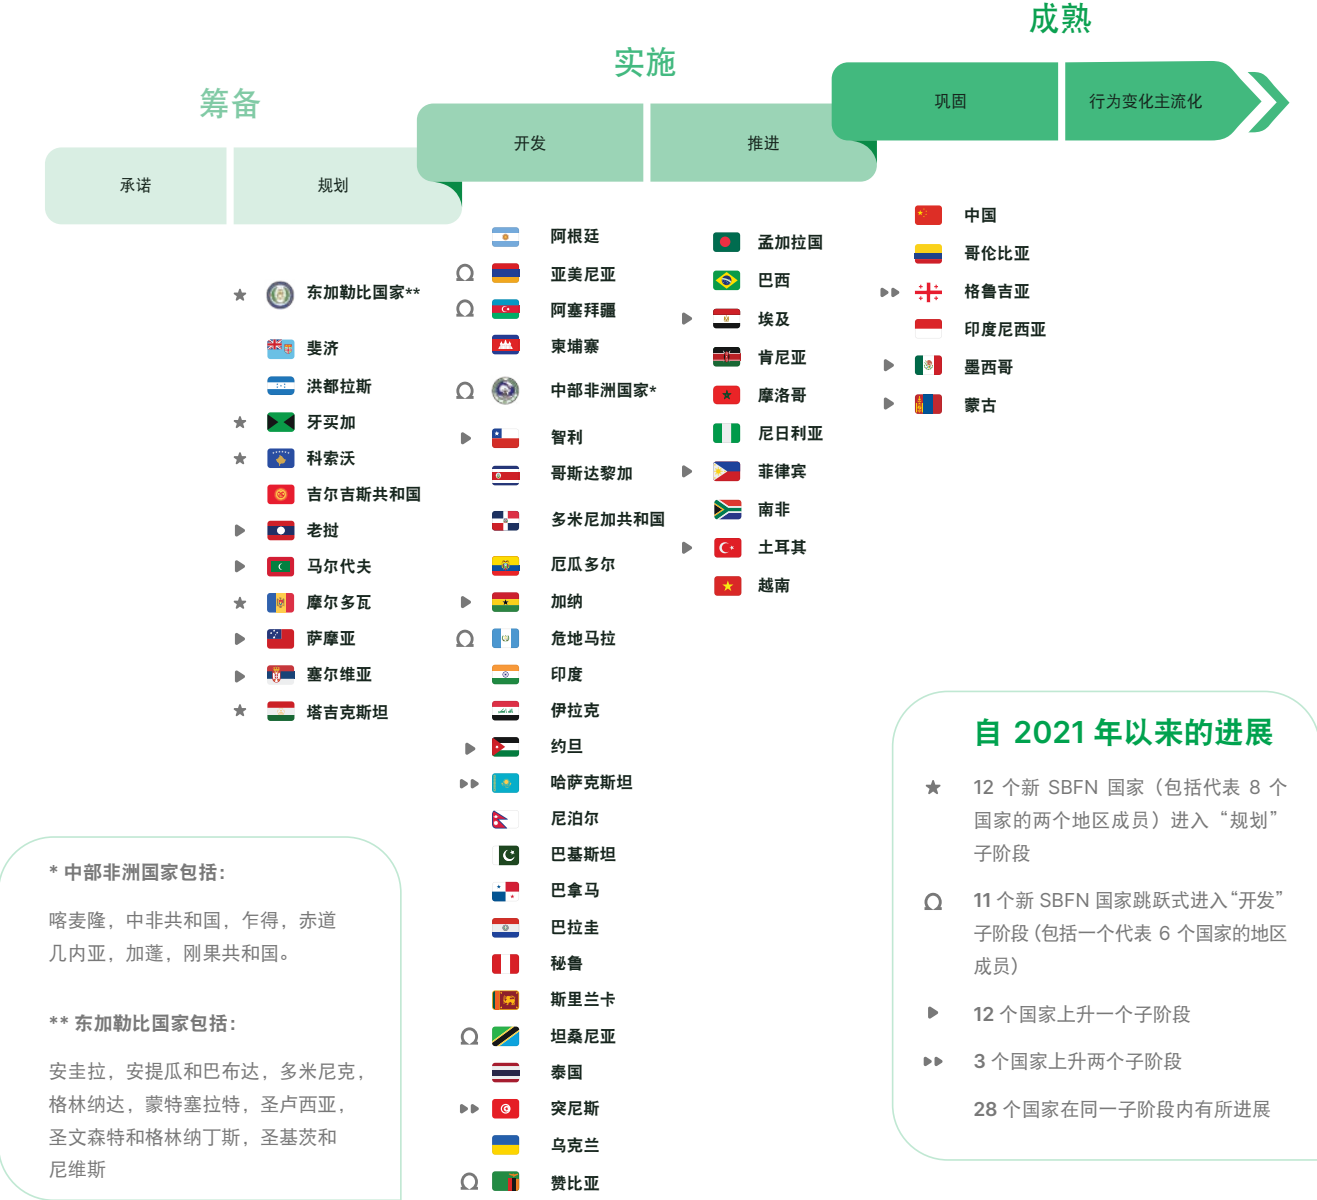 成熟
实施
筹备
巩固
行为变化主流化
开发
推进
承诺
规划
东加勒比国家**
斐济
洪都拉斯
牙买加
科索沃
吉尔吉斯共和国
老挝
马尔代夫
摩尔多瓦
萨摩亚
塞尔维亚
塔吉克斯坦
阿根廷
亚美尼亚
阿塞拜疆
柬埔寨
中部非洲国家*
智利
哥斯达黎加
多米尼加共和国
厄瓜多尔
加纳
危地马拉
印度
伊拉克
约旦
哈萨克斯坦
尼泊尔
巴基斯坦
巴拿马
巴拉圭
秘鲁
斯里兰卡
坦桑尼亚
泰国
突尼斯
乌克兰
赞比亚
孟加拉国
巴西
埃及
肯尼亚
摩洛哥
尼日利亚
菲律宾
南非
土耳其
越南
中国
哥伦比亚
格鲁吉亚
印度尼西亚
墨西哥
蒙古
* 中部非洲国家包括：
喀麦隆，中非共和国，乍得，赤道
几内亚，加蓬，刚果共和国。
** 东加勒比国家包括：
安圭拉，安提瓜和巴布达，多米尼克，
格林纳达，蒙特塞拉特，圣卢西亚，
圣文森特和格林纳丁斯，圣基茨和
尼维斯
自 2021 年以来的进展
12 个新 SBFN 国家（包括代表 8 个
国家的两个地区成员）进入“规划”
子阶段
11 个新 SBFN 国家跳跃式进入“开发”
子阶段（包括一个代表 6 个国家的地区
成员）
12 个国家上升一个子阶段
3 个国家上升两个子阶段
28 个国家在同一子阶段内有所进展